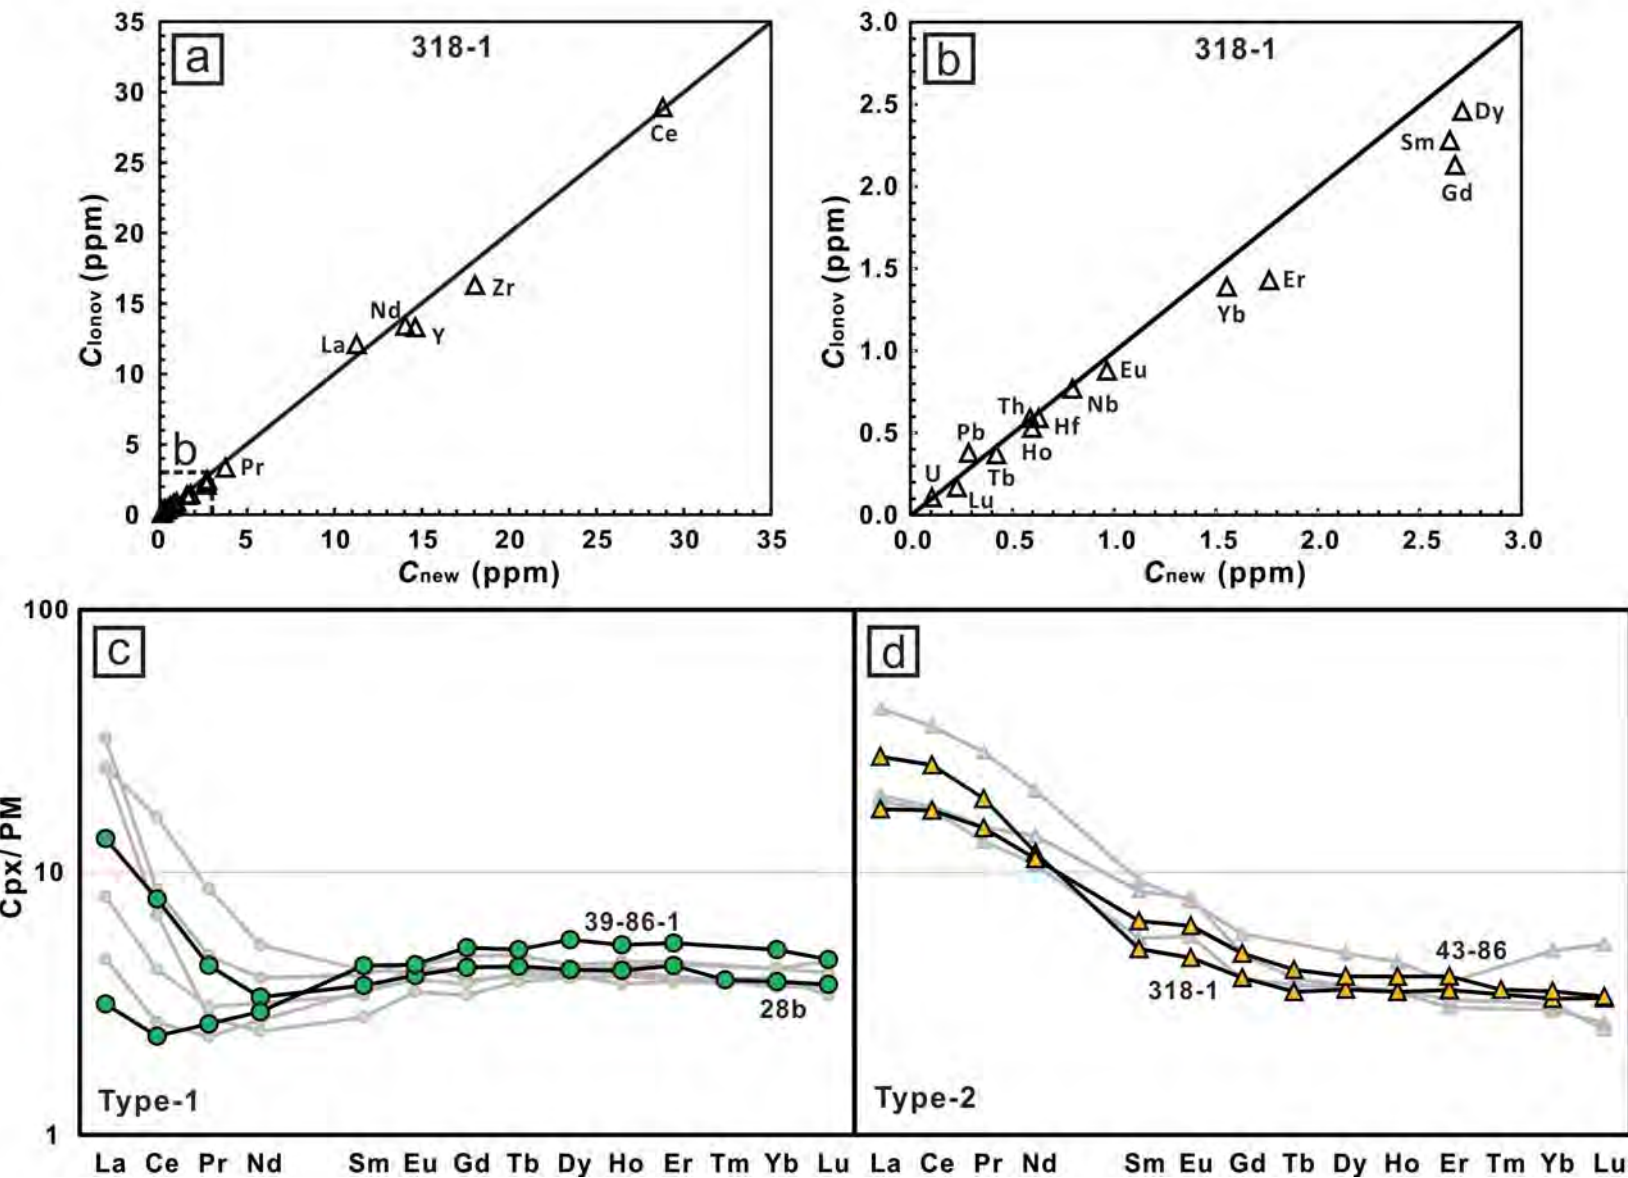 a
318-1
35
30
25
20
15
10
5
0
Clonov (ppm)
Ce
Zr
Nd
Y
La
b
Pr
0 5 10 15 20 25 30 35
Cnew (ppm)
b
318-1
3.0
2.5
2.0
1.5
1.0
0.5
0.0
Clonov (ppm)
Dy
Sm
Gd
Er
Yb
Eu
Nb
Th
Hf
Ho
Pb
Tb
U
Lu
0.0 0.5 1.0 1.5 2.0 2.5 3.0
Cnew (ppm)
100
10
1
Cpx/PM
c
39-86-1
28b
Type-1
La Ce Pr Nd Sm Eu Gd Tb Dy Ho Er Tm Yb Lu
d
43-86
318-1
Type-2
La Ce Pr Nd Sm Eu Gd Tb Dy Ho Er Tm Yb Lu